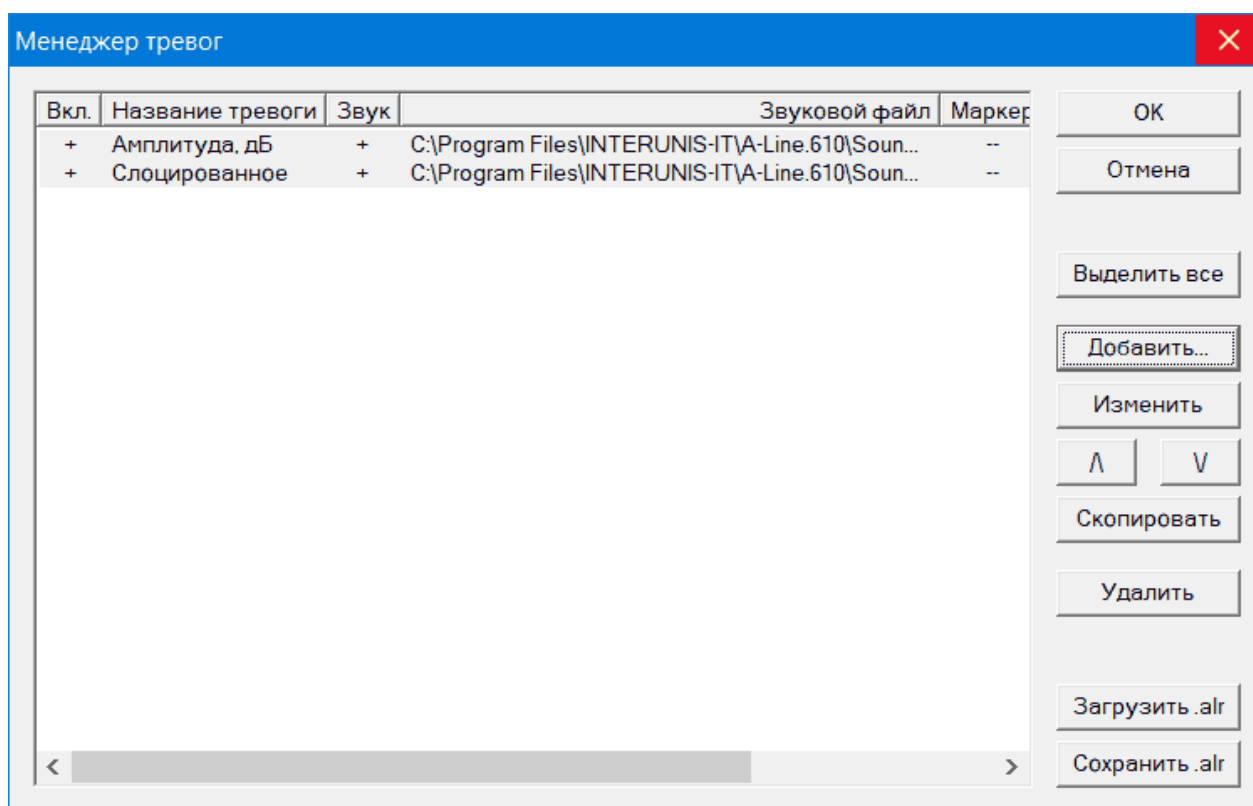 Менеджер тревог
Вкл. Название тревоги Звук Звуковой файл Маркер
+ Амплитуда, дБ + C:\Program Files\INTERUNIS-IT\A-Line.610\Soun... --
+ Слоцированное + C:\Program Files\INTERUNIS-IT\A-Line.610\Soun... --
OK
Отмена
Выделить все
Добавить...
Изменить
Λ V
Скопировать
Удалить
Загрузить .alr
Сохранить .alr